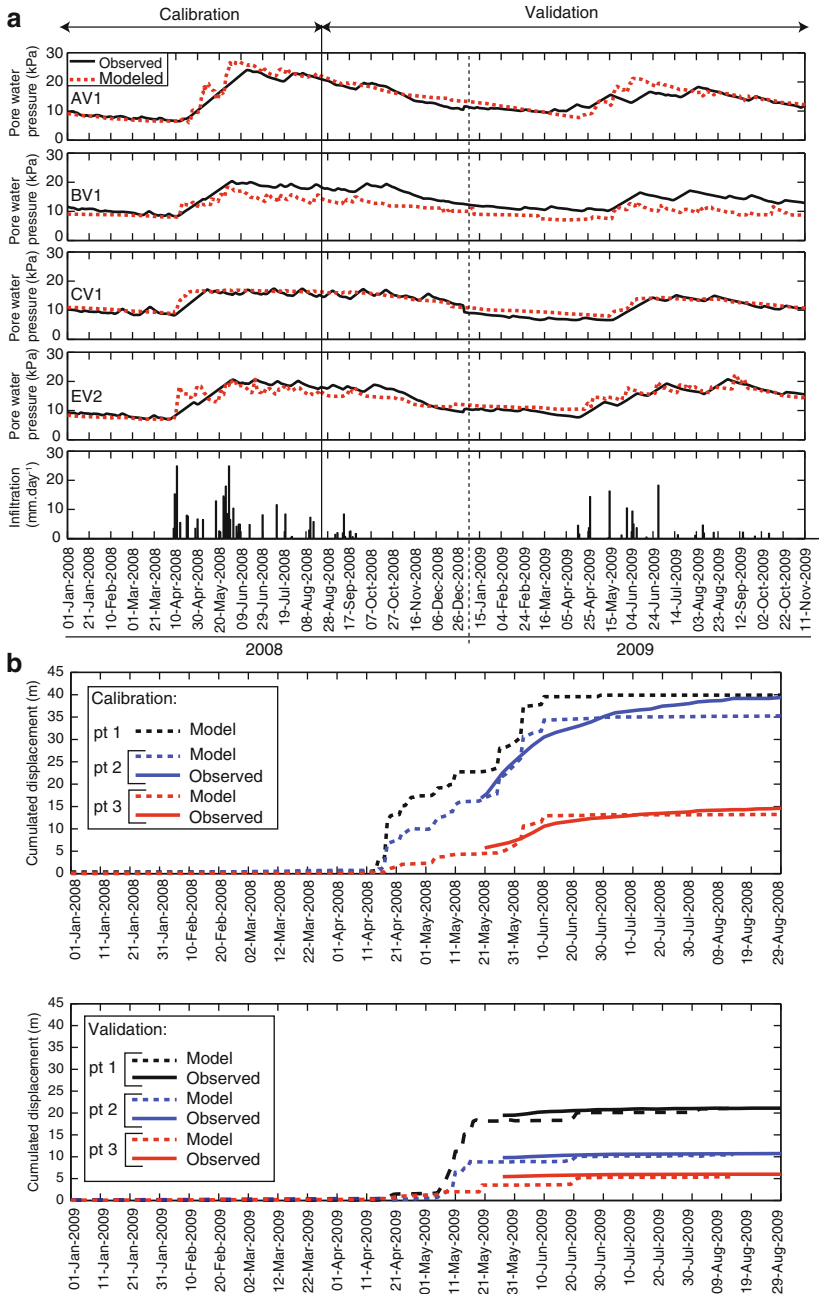 a
Calibration
Validation
Pore water
pressure (kPa)
30
20
10
0
Observed
Modeled
AV1
Pore water
pressure (kPa)
30
20
10
0
BV1
Pore water
pressure (kPa)
30
20
10
0
CV1
Pore water
pressure (kPa)
30
20
10
0
EV2
Infiltration
(mm.day-1)
30
20
10
0
01-Jan-2008
21-Jan-2008
10-Feb-2008
01-Mar-2008
21-Mar-2008
10-Apr-2008
30-Apr-2008
20-May-2008
09-Jun-2008
29-Jun-2008
19-Jul-2008
08-Aug-2008
28-Aug-2008
17-Sep-2008
07-Oct-2008
27-Oct-2008
16-Nov-2008
06-Dec-2008
26-Dec-2008
15-Jan-2009
04-Feb-2009
24-Feb-2009
16-Mar-2009
05-Apr-2009
25-Apr-2009
15-May-2009
04-Jun-2009
24-Jun-2009
14-Jul-2009
03-Aug-2009
23-Aug-2009
12-Sep-2009
02-Oct-2009
22-Oct-2009
11-Nov-2009
2008
2009
b
Cumulated displacement (m)
45
40
35
30
25
20
15
10
5
0
Calibration:
pt 1 Model
pt 2 Model
Observed
pt 3 Model
Observed
01-Jan-2008
11-Jan-2008
21-Jan-2008
31-Jan-2008
10-Feb-2008
20-Feb-2008
02-Mar-2008
12-Mar-2008
22-Mar-2008
01-Apr-2008
11-Apr-2008
21-Apr-2008
01-May-2008
11-May-2008
21-May-2008
31-May-2008
10-Jun-2008
20-Jun-2008
30-Jun-2008
10-Jul-2008
20-Jul-2008
30-Jul-2008
09-Aug-2008
19-Aug-2008
29-Aug-2008
Cumulated displacement (m)
45
40
35
30
25
20
15
10
5
0
Validation:
pt 1 Model
Observed
pt 2 Model
Observed
pt 3 Model
Observed
01-Jan-2009
11-Jan-2009
21-Jan-2009
31-Jan-2009
10-Feb-2009
20-Feb-2009
02-Mar-2009
12-Mar-2009
22-Mar-2009
01-Apr-2009
11-Apr-2009
21-Apr-2009
01-May-2009
11-May-2009
21-May-2009
31-May-2009
10-Jun-2009
20-Jun-2009
30-Jun-2009
10-Jul-2009
20-Jul-2009
30-Jul-2009
09-Aug-2009
19-Aug-2009
29-Aug-2009